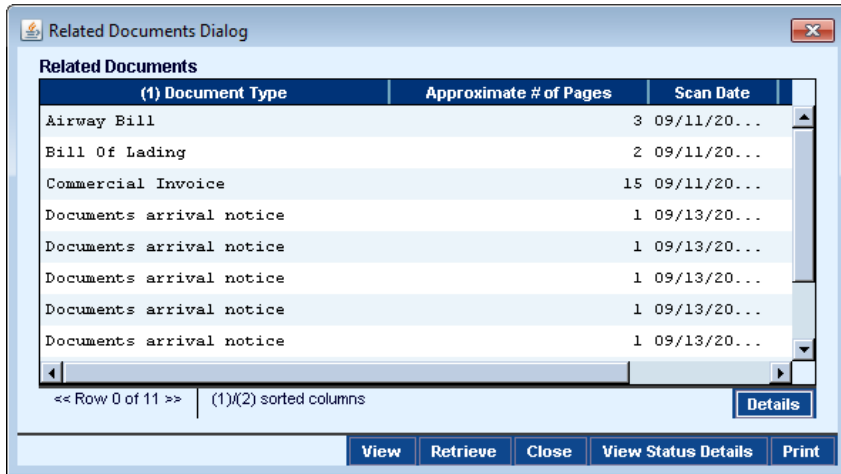 Related Documents Dialog
Related Documents
(1) Document Type Approximate # of Pages Scan Date
Airway Bill 3 09/11/20...
Bill Of Lading 2 09/11/20...
Commercial Invoice 15 09/11/20...
Documents arrival notice 1 09/13/20...
Documents arrival notice 1 09/13/20...
Documents arrival notice 1 09/13/20...
Documents arrival notice 1 09/13/20...
Documents arrival notice 1 09/13/20...
<< Row 0 of 11 >> (1)/(2) sorted columns
Details
View Retrieve Close View Status Details Print